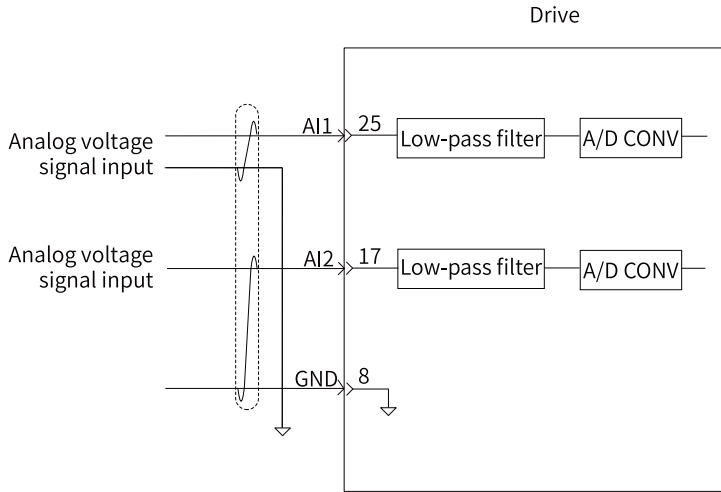 Drive
AI1
25
Low-pass filter
A/D CONV
Analog voltage
signal input
Analog voltage
signal input
AI2
17
Low-pass filter
A/D CONV
GND
8